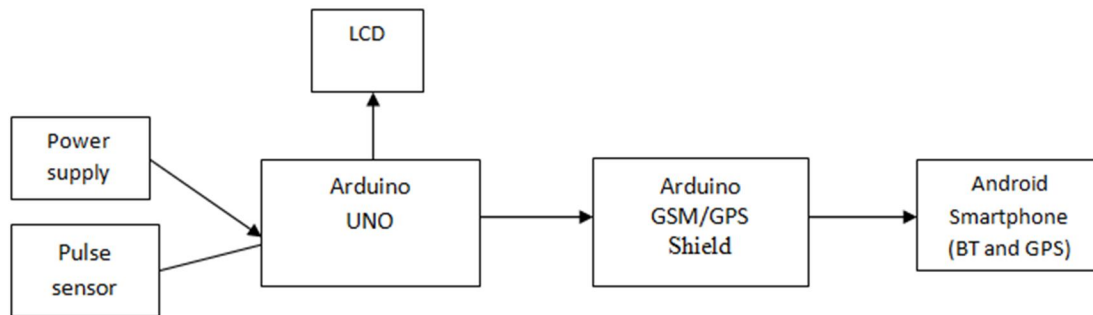 LCD
Power
supply
Arduino
UNO
Arduino
GSM/GPS
Shield
Android
Smartphone
(BT and GPS)
Pulse
sensor